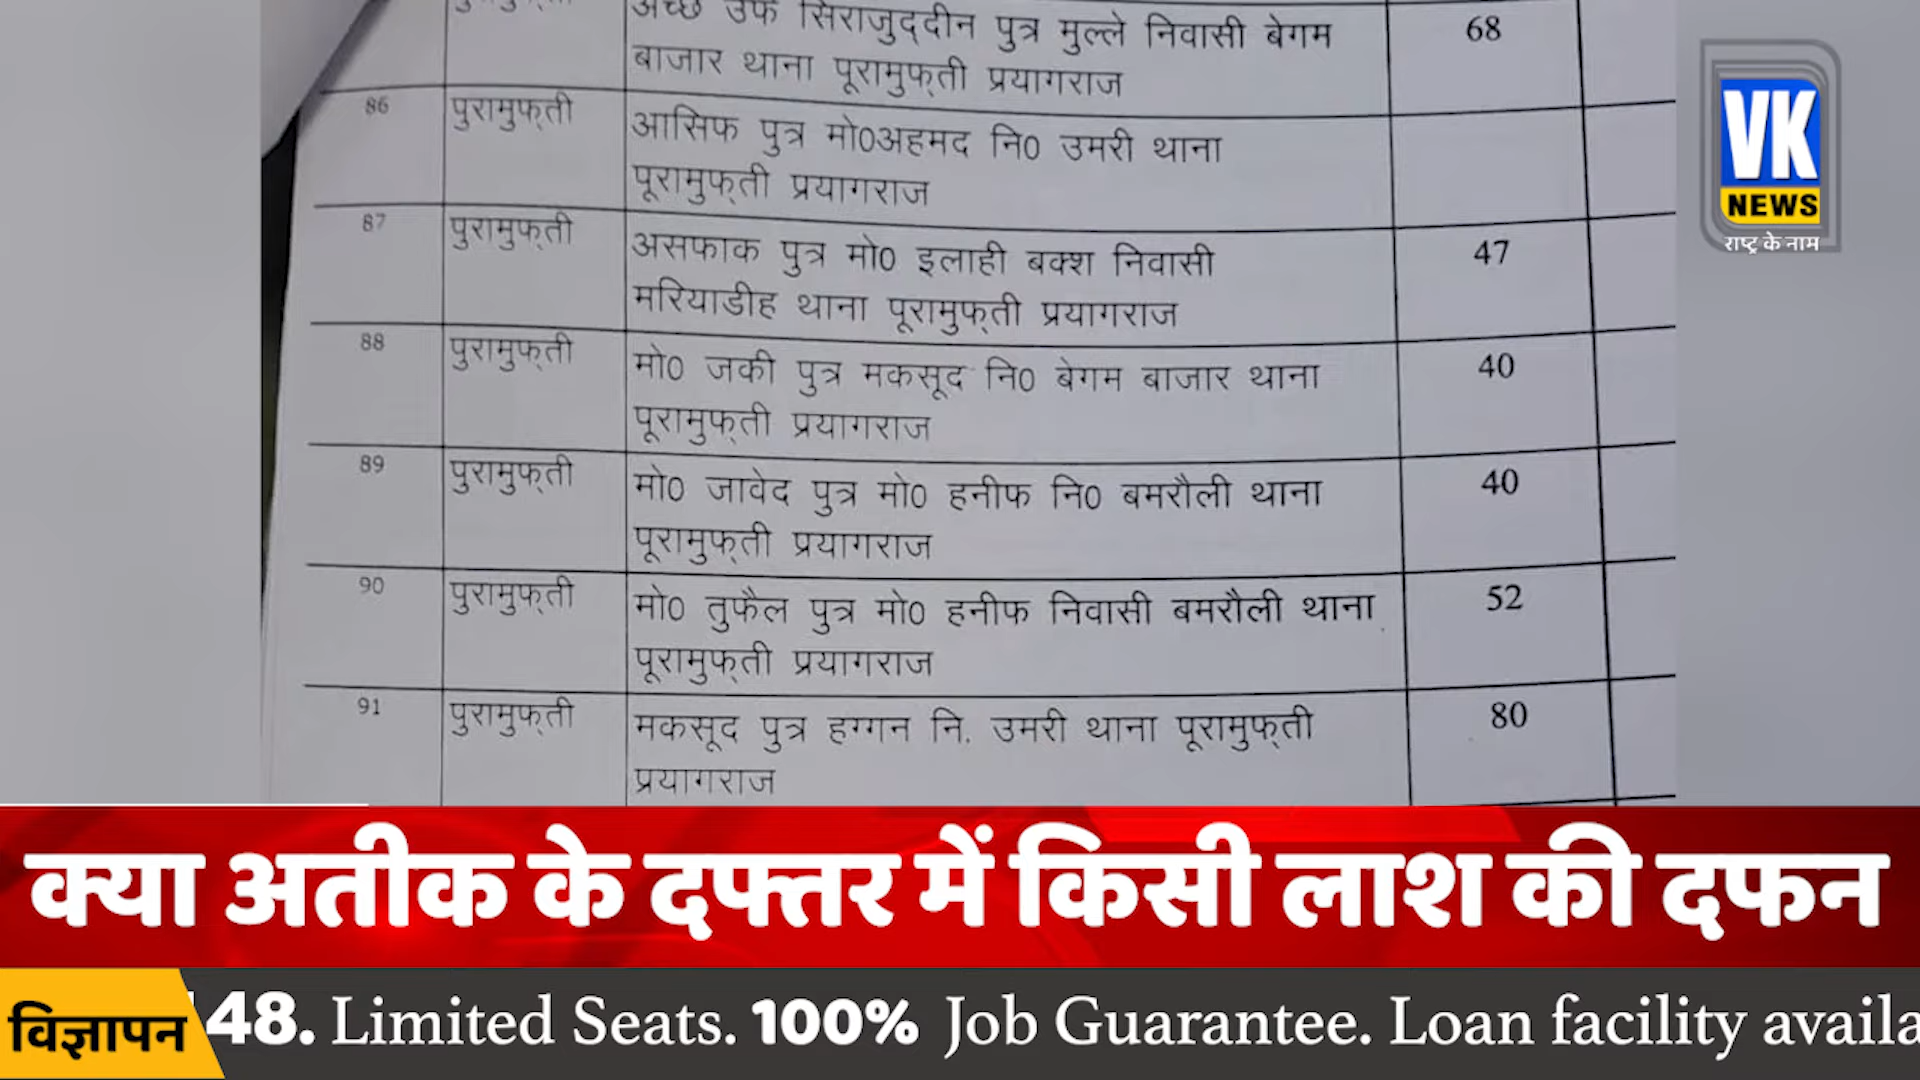 अच्छे उर्फ सिराजुद्दीन पुत्र मुल्ले निवासी बेगम 68
बाजार थाना पूरामुफ्ती प्रयागराज
86 पुरामुफ्ती आसिफ पुत्र मो0अहमद नि0 उमरी थाना
पूरामुफ्ती प्रयागराज
87 पुरामुफ्ती असफाक पुत्र मो0 इलाही बक्श निवासी 47
मरियाडीह थाना पूरामुफ्ती प्रयागराज
88 पुरामुफ्ती मो0 जकी पुत्र मकसूद नि0 बेगम बाजार थाना 40
पूरामुफ्ती प्रयागराज
89 पुरामुफ्ती मो0 जावेद पुत्र मो0 हनीफ नि0 बमरौली थाना 40
पूरामुफ्ती प्रयागराज
90 पुरामुफ्ती मो0 तुफैल पुत्र मो0 हनीफ निवासी बमरौली थाना 52
पूरामुफ्ती प्रयागराज
91 पुरामुफ्ती मकसूद पुत्र हग्गन नि. उमरी थाना पूरामुफ्ती 80
प्रयागराज
VK
NEWS
राष्ट्र के नाम
क्या अतीक के दफ्तर में किसी लाश की दफन
विज्ञापन 48. Limited Seats. 100% Job Guarantee. Loan facility availa